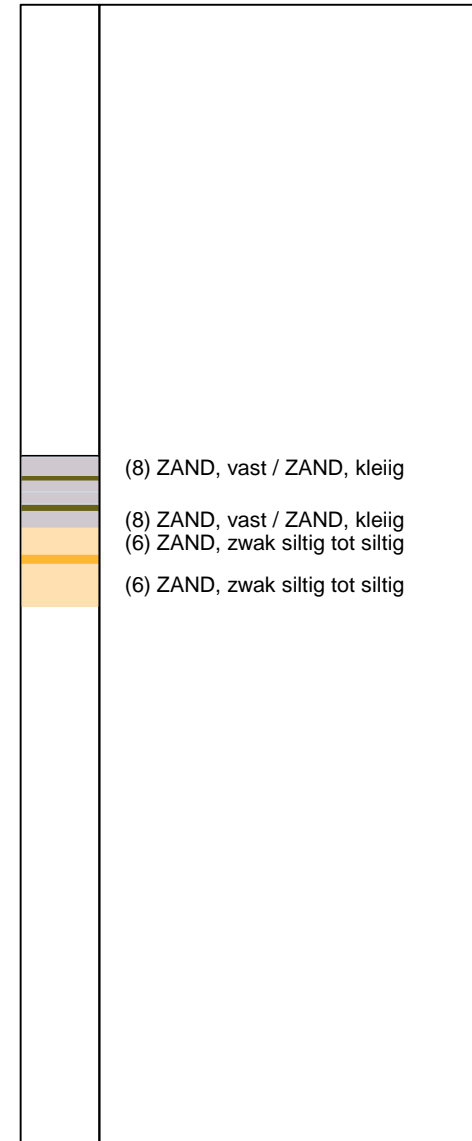 (8) ZAND, vast / ZAND, kleiig
(8) ZAND, vast / ZAND, kleiig
(6) ZAND, zwak siltig tot siltig
(6) ZAND, zwak siltig tot siltig